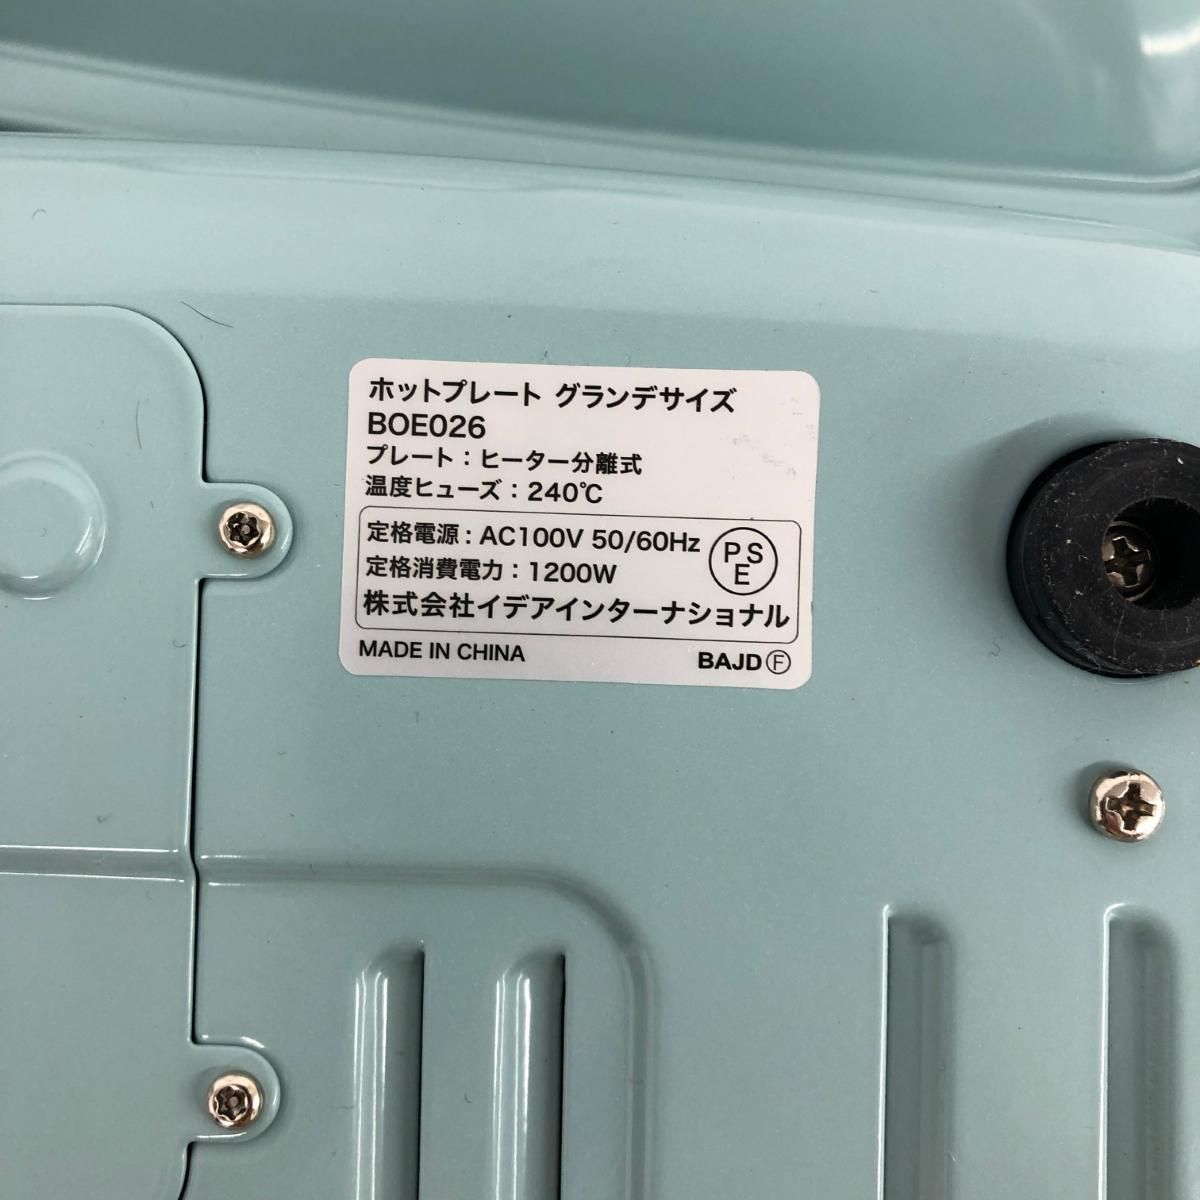 ホットプレート グランデサイズ
BOE026
プレート：ヒーター分離式
温度ヒューズ：240℃
定格電源：AC100V 50/60Hz
定格消費電力：1200W
PSE
株式会社イデアインターナショナル
MADE IN CHINA
BAJD Ⓕ